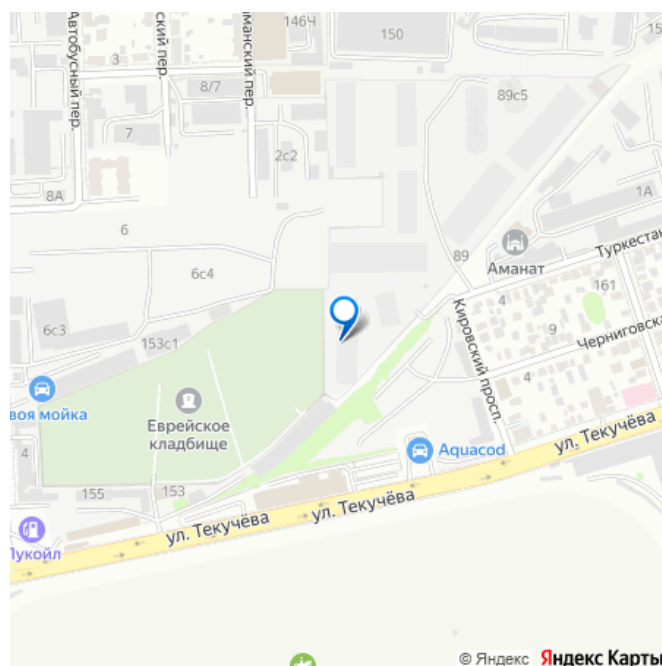 146Ч
150
Автобусный пер.
ский пер.
манский пер.
3
8/7
89с5
7
2с2
8А
1А
6
Аманат
Туркестан
89
6с4
161
4
Кировский просп.
9
Черниговска
6с3
153с1
4
воя мойка
Еврейское
кладбище
Aquacod
ул. Текучёва
4
155
153
ул. Текучёва
ул. Текучёва
Лукойл
© Яндекс Яндекс Карты